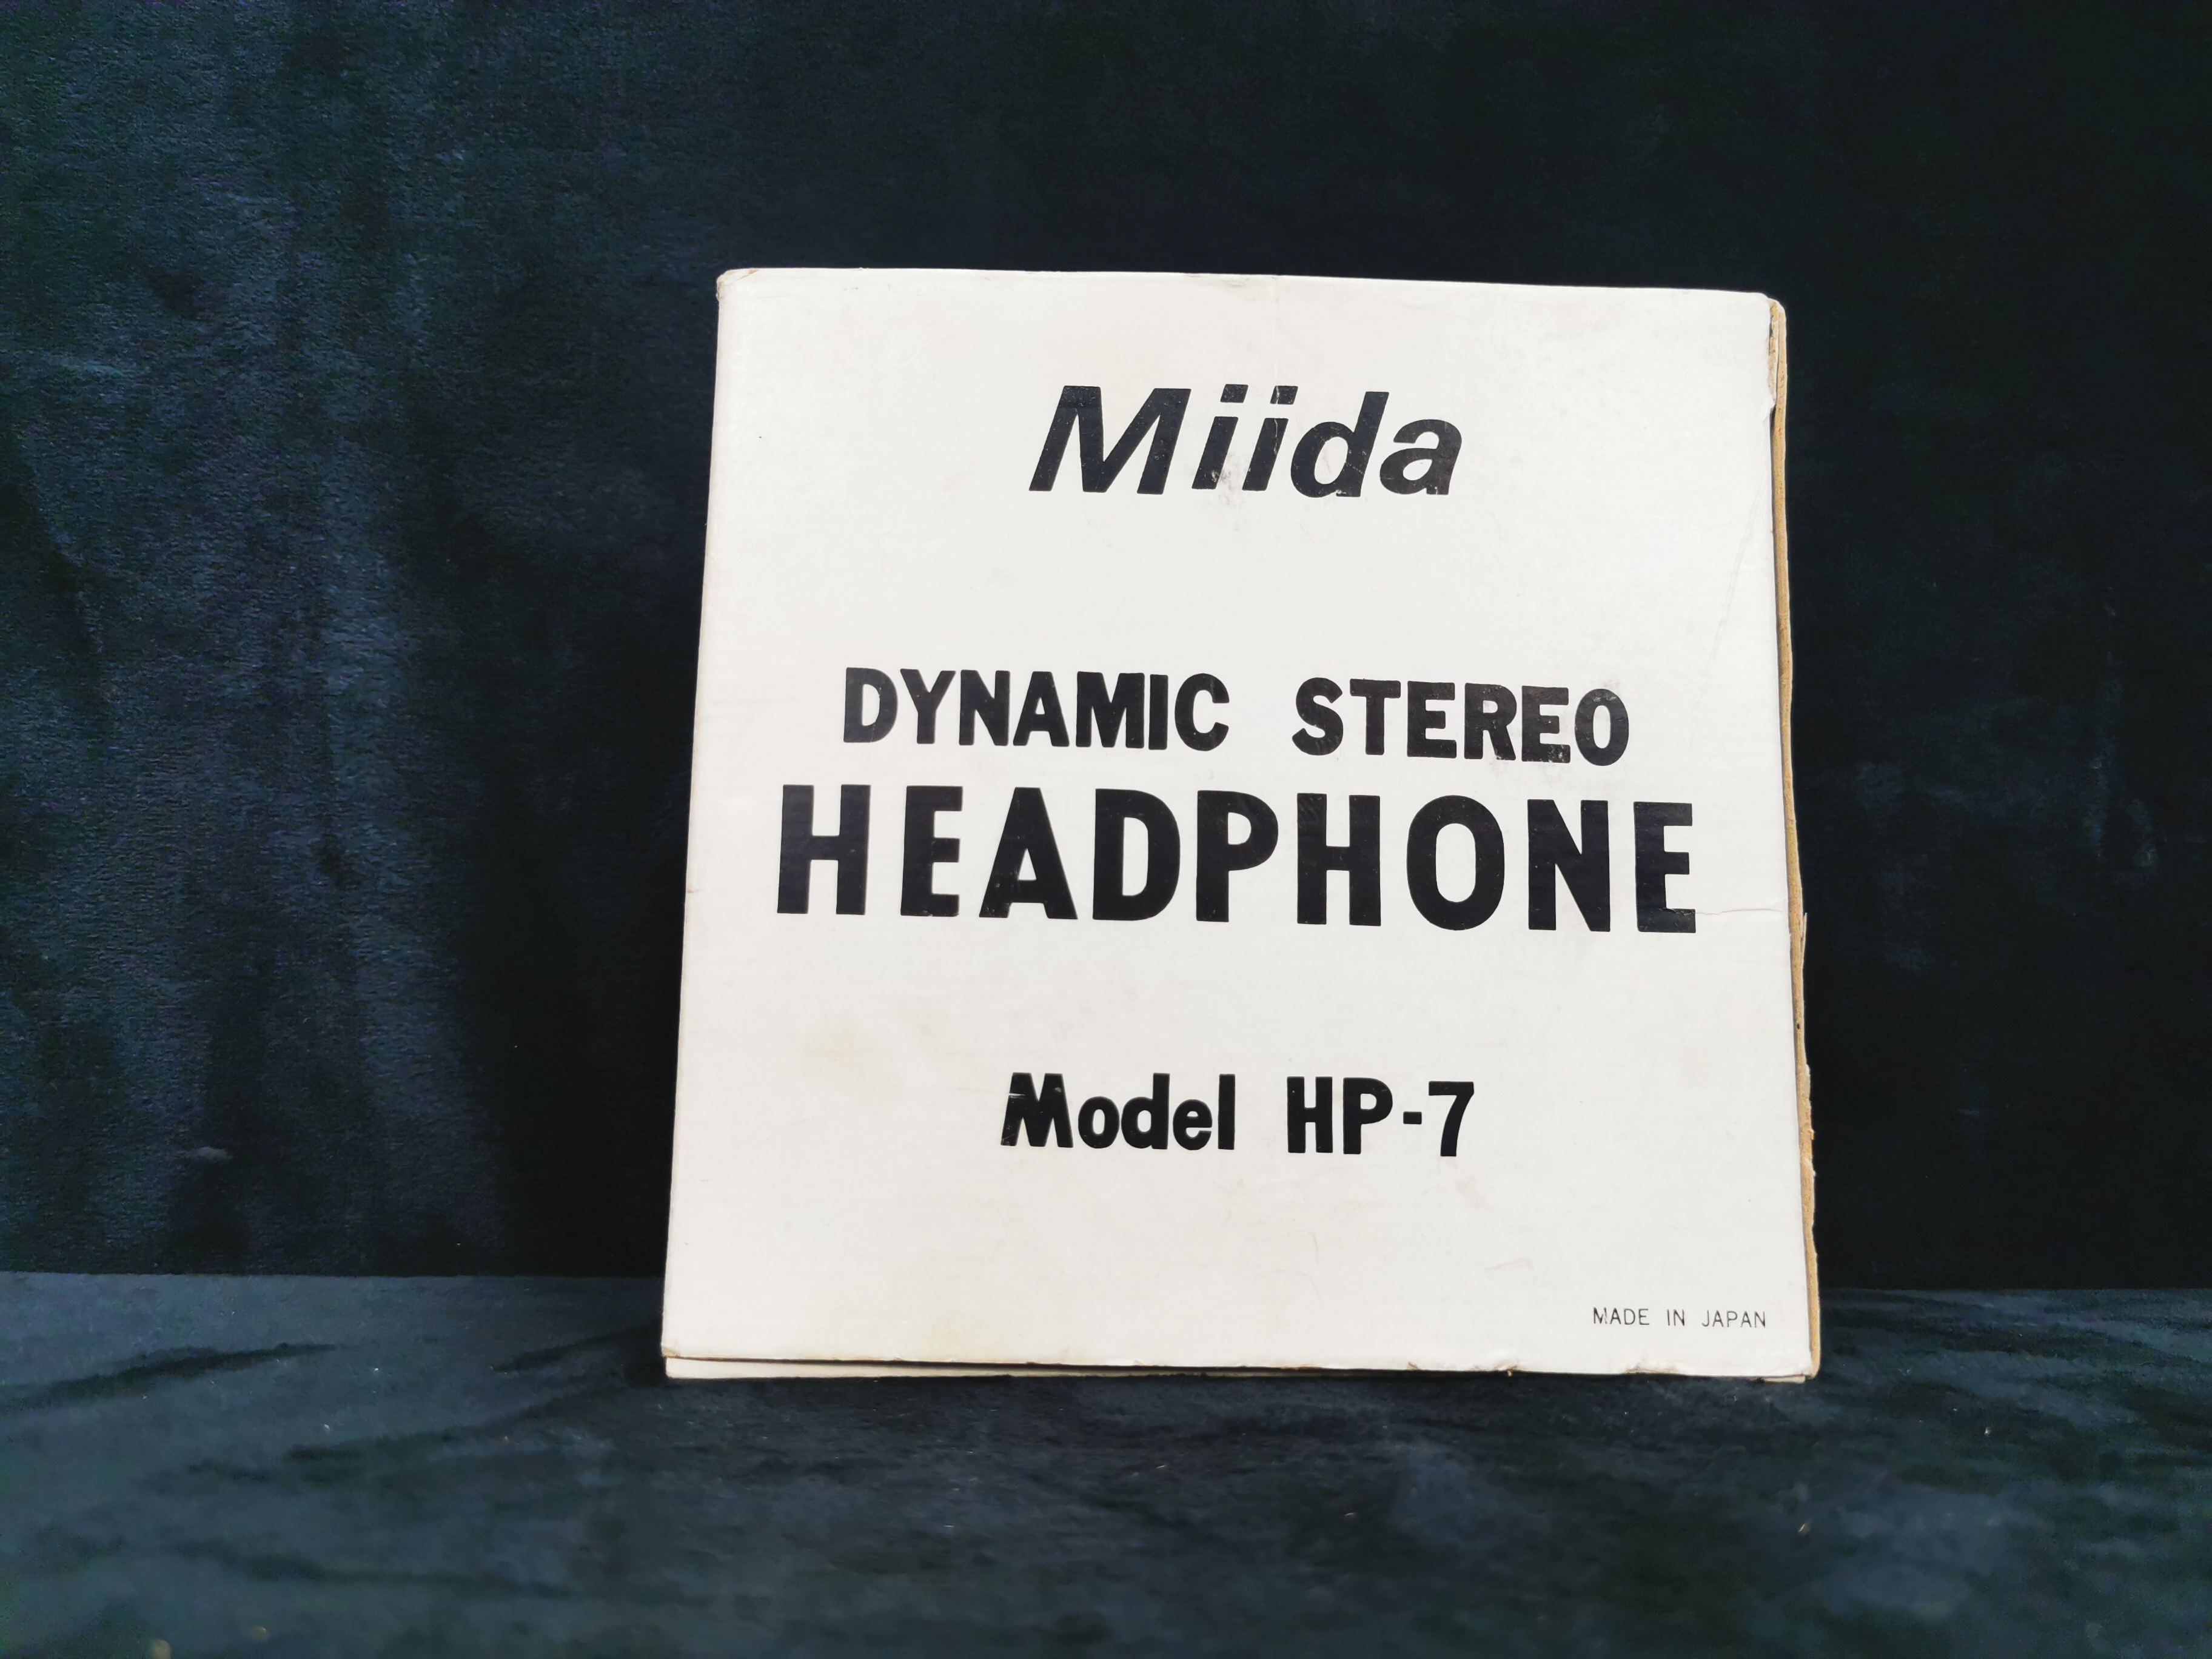 Miida
DYNAMIC STEREO
HEADPHONE
Model HP-7
MADE IN JAPAN